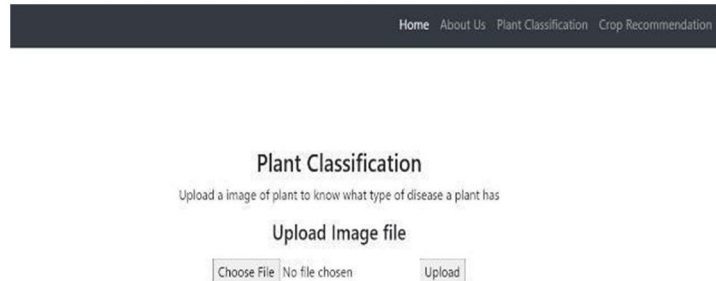 Home About Us Plant Classification Crop Recommendation
Plant Classification
Upload a image of plant to know what type of disease a plant has
Upload Image file
Choose File No file chosen Upload